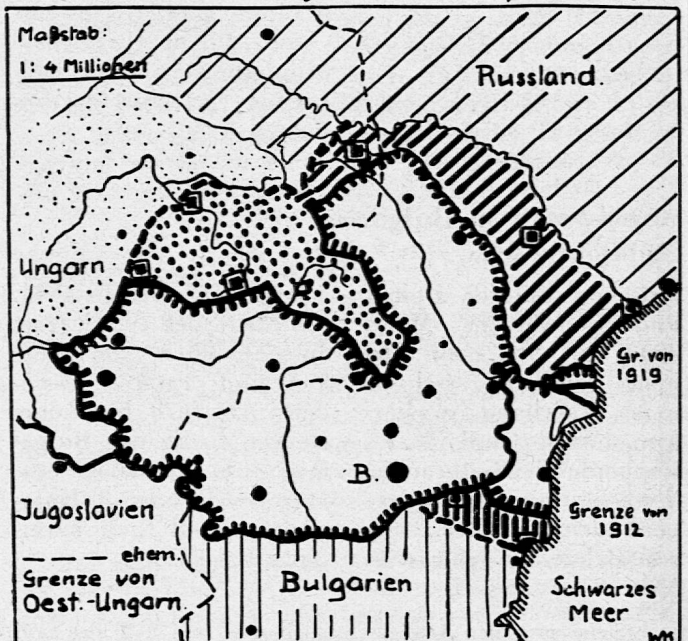 Maßstab:
1:4 Millionen
Russland.
Ungarn
Gr. von
1919
B.
Jugoslavien
Grenze von
1912
--- ehem.
Grenze von
Oest.-Ungarn.
Bulgarien
Schwarzes
Meer